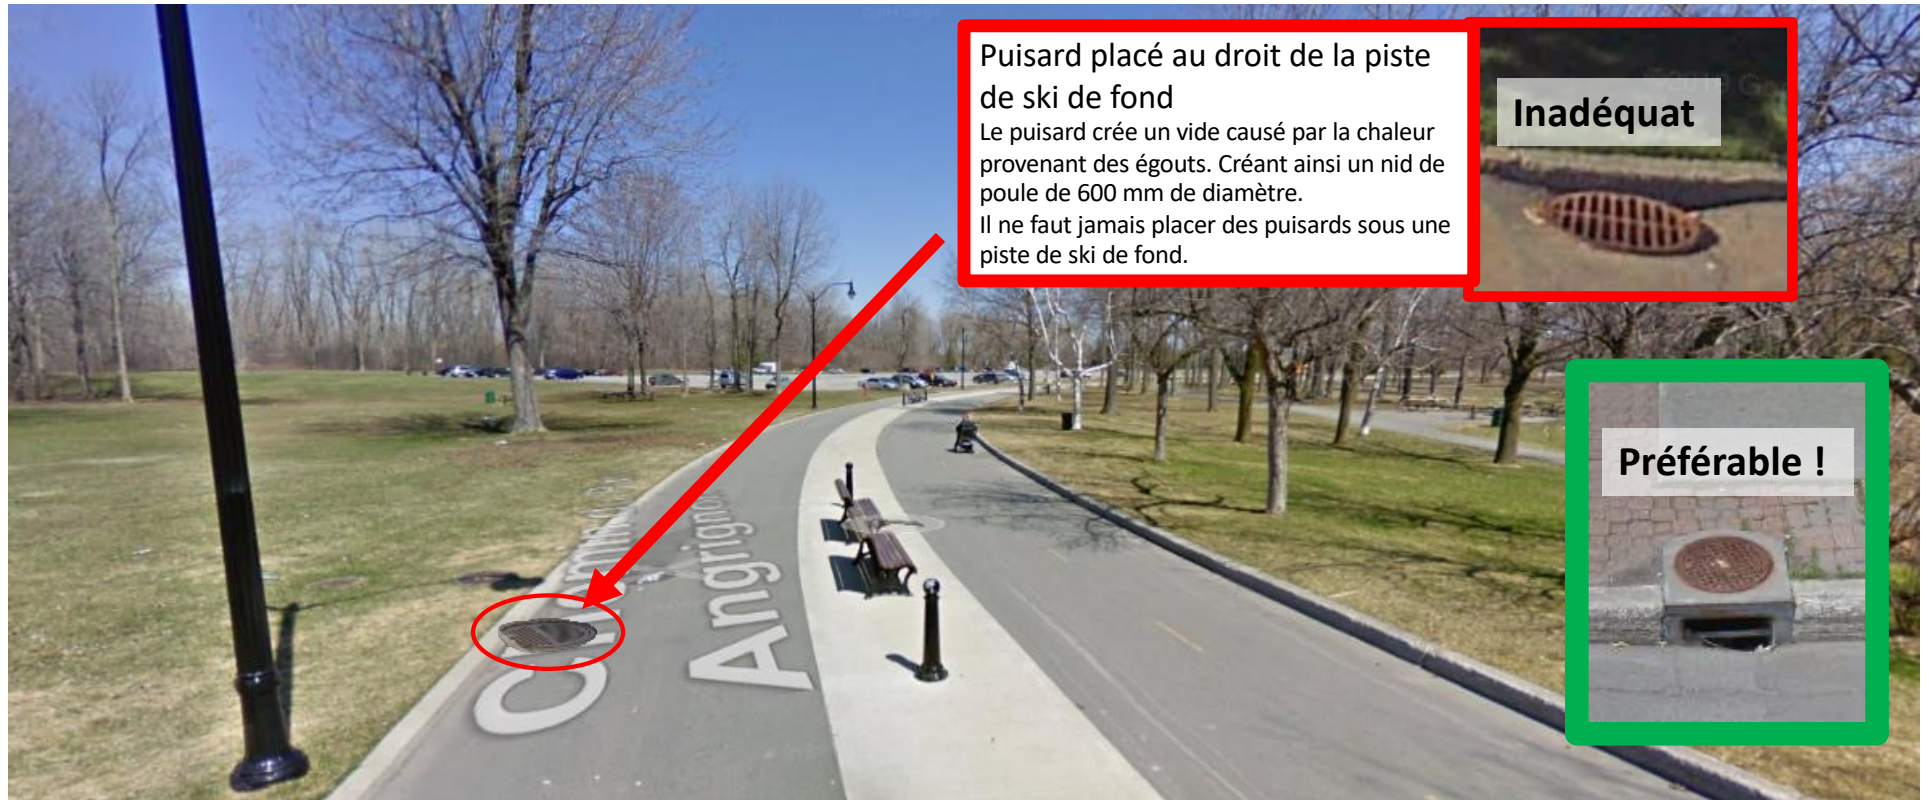 Puisard placé au droit de la piste
de ski de fond
Le puisard crée un vide causé par la chaleur
provenant des égouts. Créant ainsi un nid de
poule de 600 mm de diamètre.
Il ne faut jamais placer des puisards sous une
piste de ski de fond.
Inadéquat
Préférable !
Angrignon